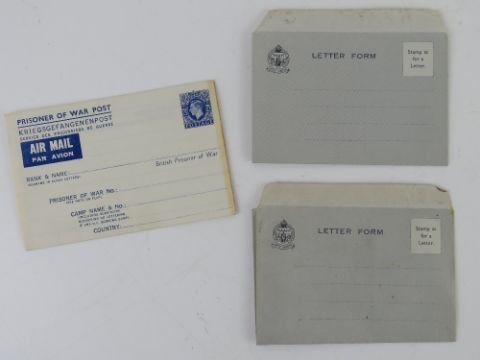 PRISONER OF WAR POST
KRIEGSGEFANGENENPOST
SERVICE DES PRISONNIERS DE GUERRE
AIR MAIL
PAR AVION
POSTAGE
British Prisoner of War
RANK & NAME:
PRISONER OF WAR No.:
CAMP NAME & No.:
COUNTRY:
LETTER FORM
Stamp
for a
Letter.
LETTER FORM
Stamp
for a
Letter.